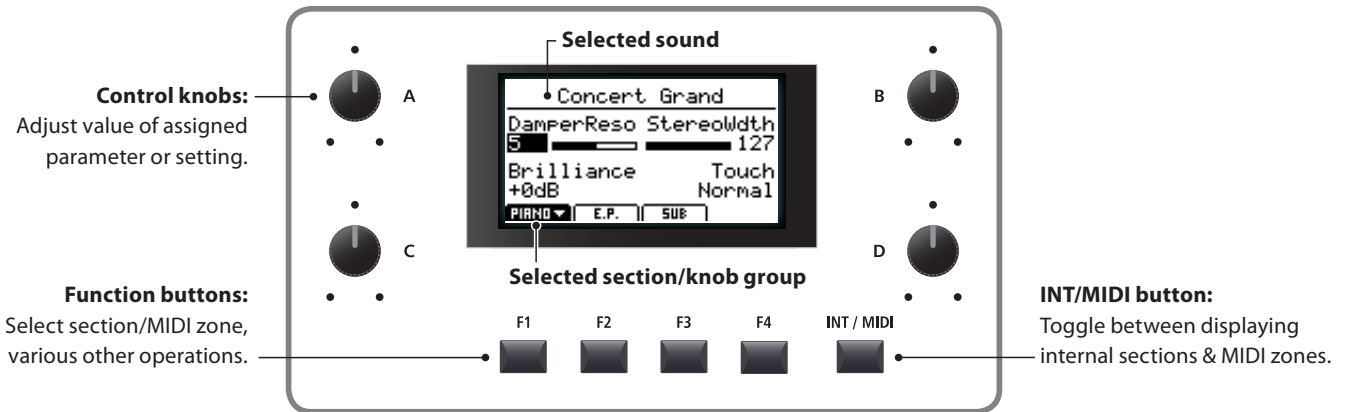 Selected sound
Control knobs:
Adjust value of assigned
parameter or setting.
A
B
Concert Grand
DamperReso StereoWdth
5 127
Brilliance Touch
+0dB Normal
PIANO E.P. SUB
C
D
Selected section/knob group
Function buttons:
Select section/MIDI zone,
various other operations.
F1 F2 F3 F4 INT / MIDI
INT/MIDI button:
Toggle between displaying
internal sections & MIDI zones.